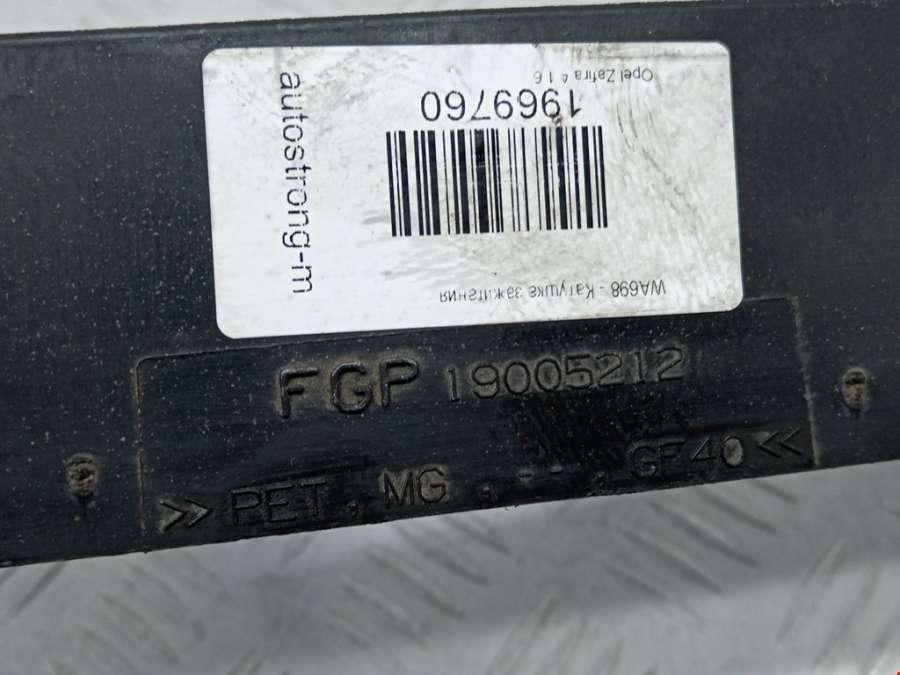 Opel Zafira A 1.6
1969760
WA698 - Катушка зажигания
autostrong-m
FGP 19005212
>> PET , MG , -- , GF40 <<